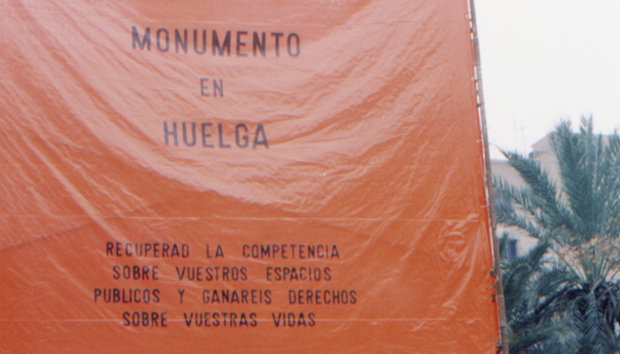 MONUMENTO
EN
HUELGA
RECUPERAD LA COMPETENCIA
SOBRE VUESTROS ESPACIOS
PUBLICOS Y GANAREIS DERECHOS
SOBRE VUESTRAS VIDAS